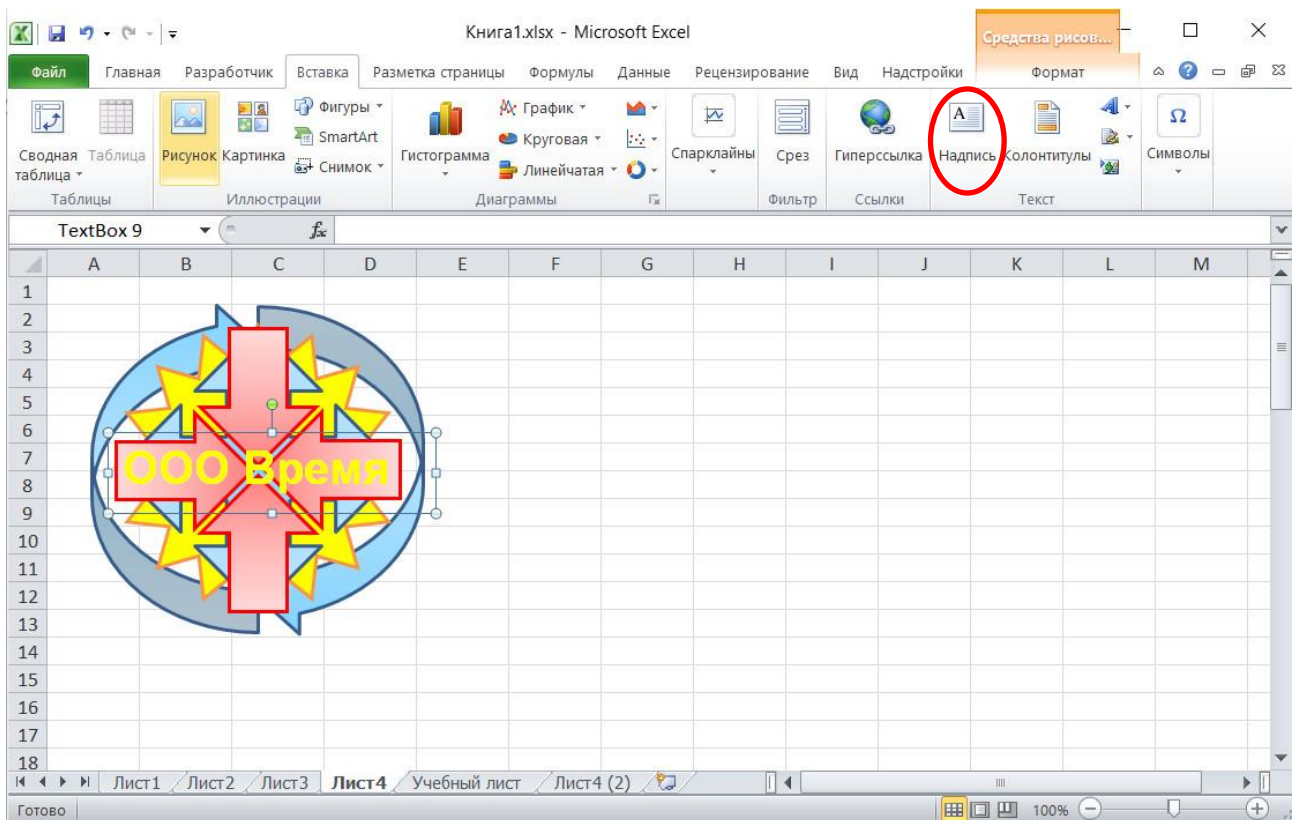 Книга1.xlsx - Microsoft Excel
Средства рисов...
Файл Главная Разработчик Вставка Разметка страницы Формулы Данные Рецензирование Вид Надстройки Формат
Сводная таблица
Таблица
Рисунок
Картинка
Фигуры
SmartArt
Снимок
Гистограмма
График
Круговая
Линейчатая
Спарклайны
Срез
Гиперссылка
Надпись
Колонтитулы
Ω
Символы
Таблицы Иллюстрации Диаграммы Фильтр Ссылки Текст
TextBox 9 fx
A B C D E F G H I J K L M
1
2
3
4
5
6
7
8
9
10
11
12
13
14
15
16
17
18
ООО Время
Лист1 Лист2 Лист3 Лист4 Учебный лист Лист4 (2)
Готово 100%